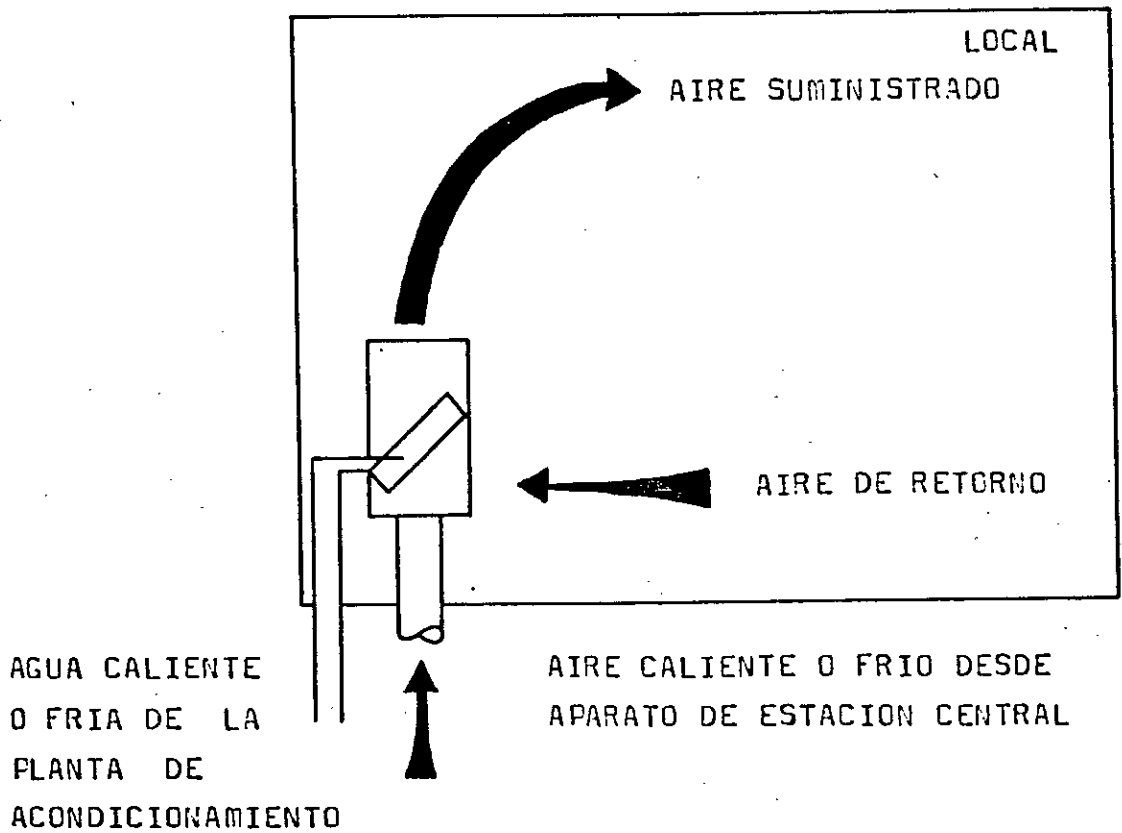 LOCAL
AIRE SUMINISTRADO
AIRE DE RETORNO
AGUA CALIENTE
O FRIA DE LA
PLANTA DE
ACONDICIONAMIENTO
AIRE CALIENTE O FRIO DESDE
APARATO DE ESTACION CENTRAL